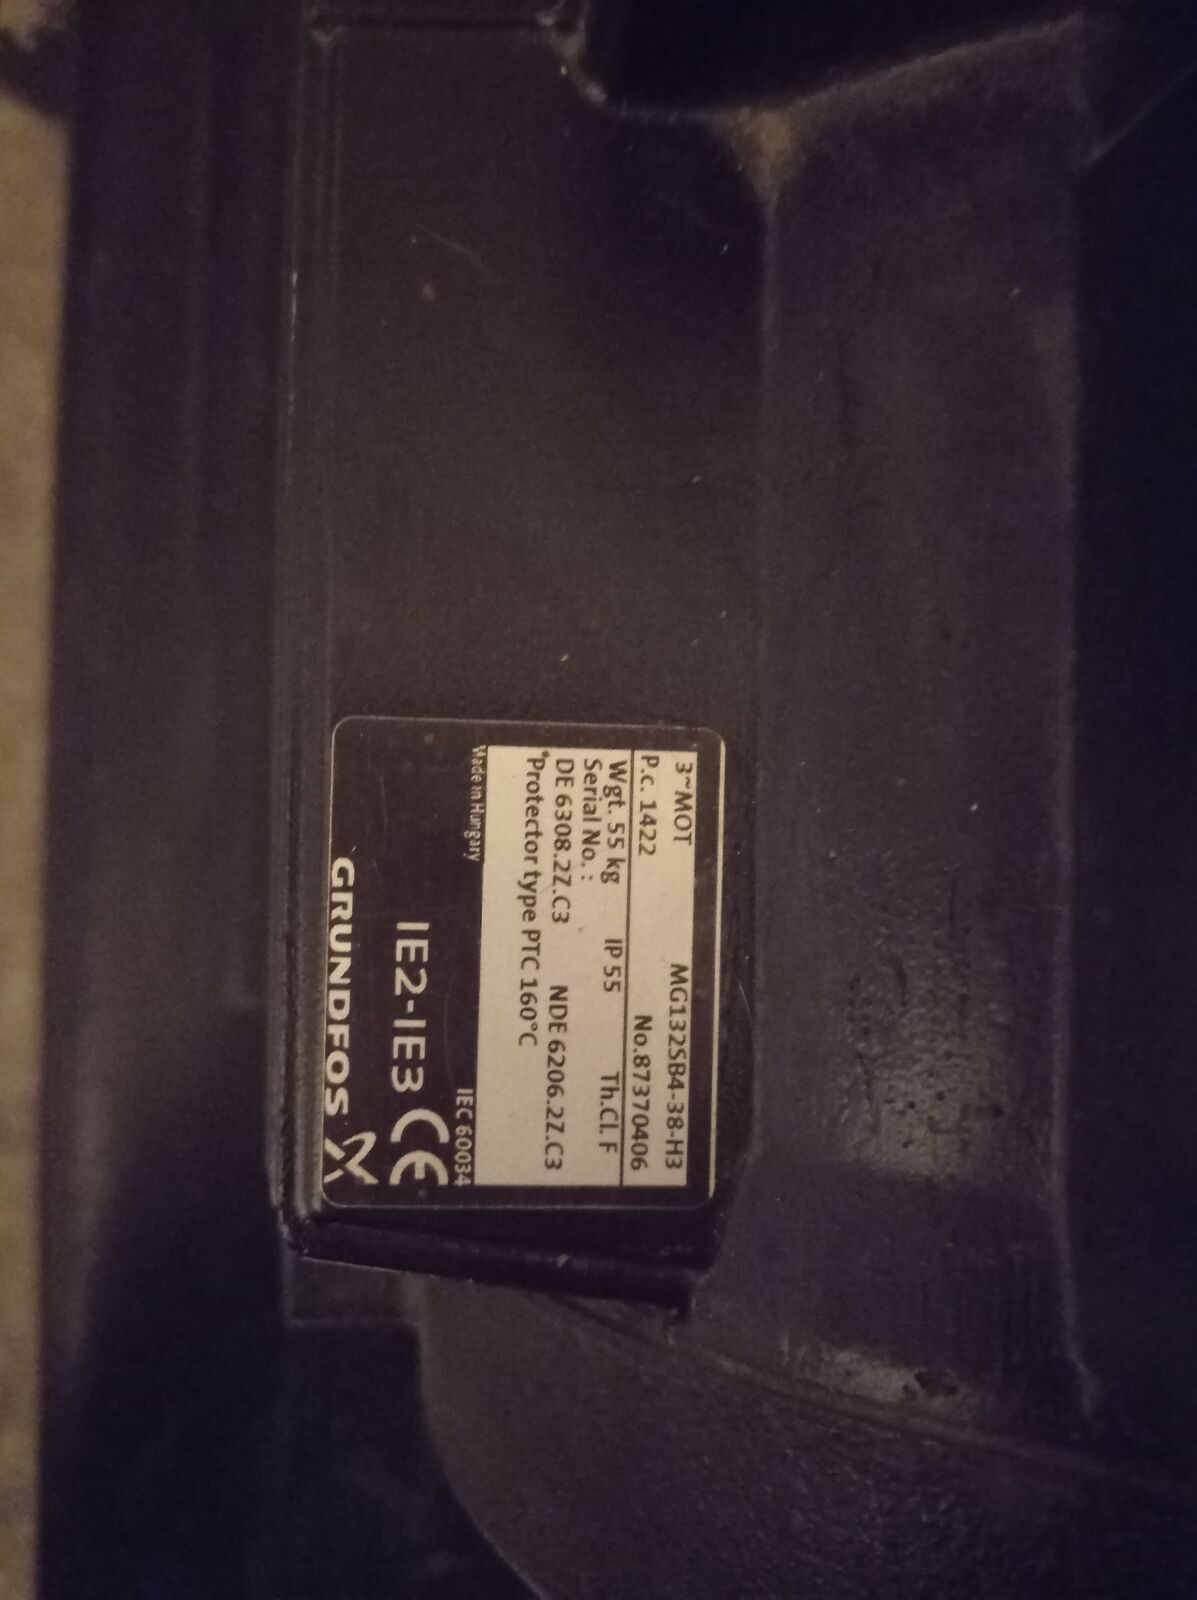 3~MOT MG132SB4-38-H3
P.c. 1422 No.87370406
Wgt. 55 kg IP 55 Th.Cl. F
Serial No. :
DE 6308.2Z.C3 NDE 6206.2Z.C3
*Protector type PTC 160°C
Made in Hungary IEC 60034
IE2-IE3 CE
GRUNDFOS